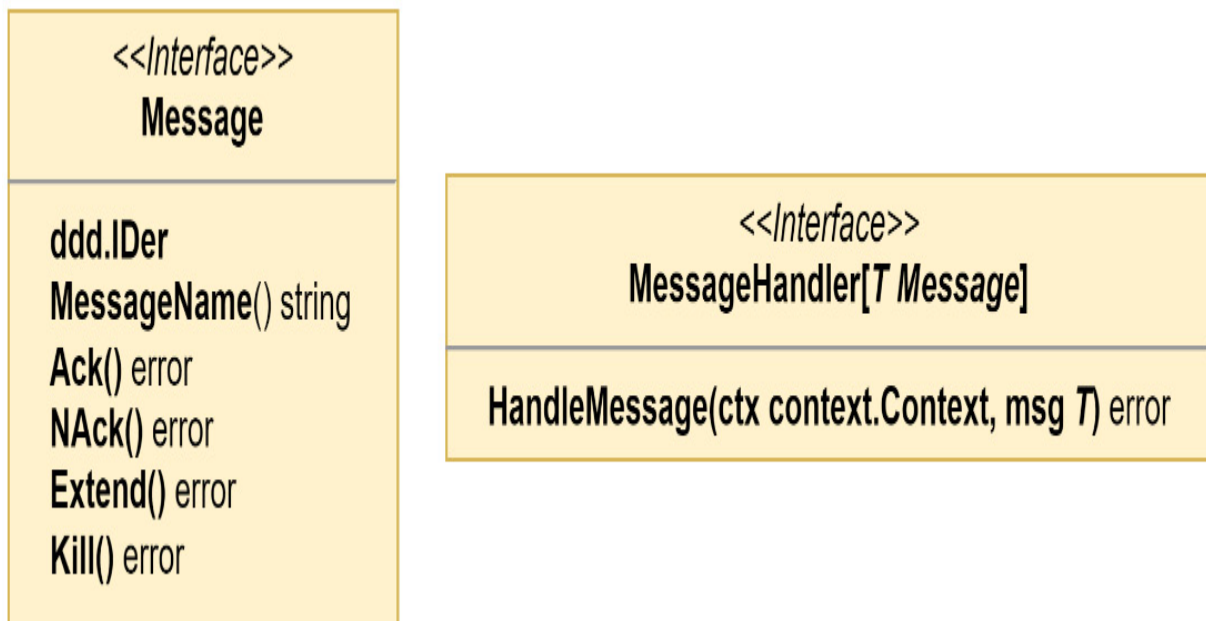 <<Interface>>
Message
ddd.IDer
MessageName() string
Ack() error
NAck() error
Extend() error
Kill() error
<<Interface>>
MessageHandler[T Message]
HandleMessage(ctx context.Context, msg T) error